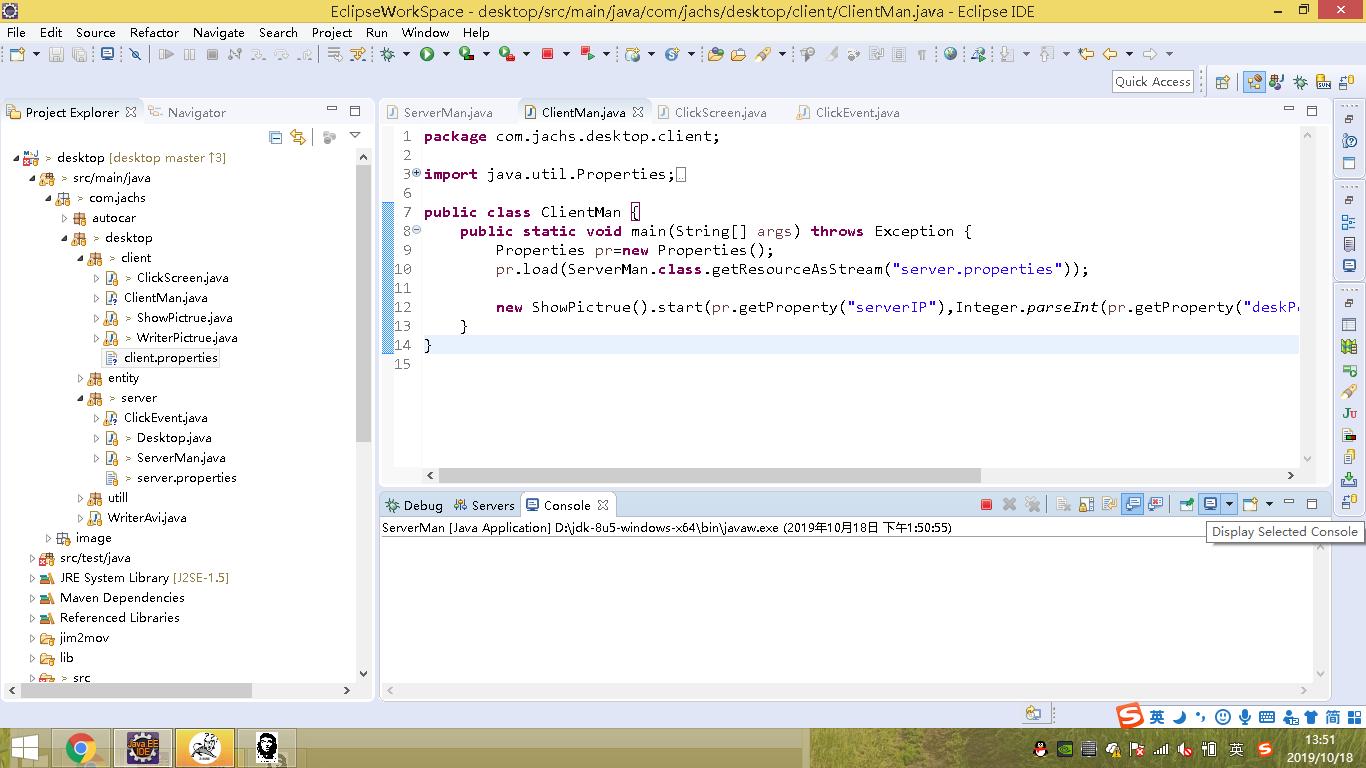 EclipseWorkSpace - desktop/src/main/java/com/jachs/desktop/client/ClientMan.java - Eclipse IDE
File Edit Source Refactor Navigate Search Project Run Window Help
Quick Access
Project Explorer Navigator
> desktop [desktop master ↑3]
> src/main/java
> com.jachs
autocar
> desktop
> client
> ClickScreen.java
ClientMan.java
> ShowPictrue.java
> WriterPictrue.java
client.properties
entity
> server
ClickEvent.java
> Desktop.java
> ServerMan.java
> server.properties
utill
WriterAvi.java
image
src/test/java
JRE System Library [J2SE-1.5]
Maven Dependencies
Referenced Libraries
jim2mov
lib
> src
ServerMan.java ClientMan.java ClickScreen.java ClickEvent.java
1 package com.jachs.desktop.client;
2
3 import java.util.Properties;
6
7 public class ClientMan {
8 public static void main(String[] args) throws Exception {
9 Properties pr=new Properties();
10 pr.load(ServerMan.class.getResourceAsStream("server.properties"));
11
12 new ShowPictrue().start(pr.getProperty("serverIP"),Integer.parseInt(pr.getProperty("deskP
13 }
14 }
15
Debug Servers Console
ServerMan [Java Application] D:\jdk-8u5-windows-x64\bin\javaw.exe (2019年10月18日 下午1:50:55)
Display Selected Console
英 简
Java EE
IDE
英
13:51
2019/10/18